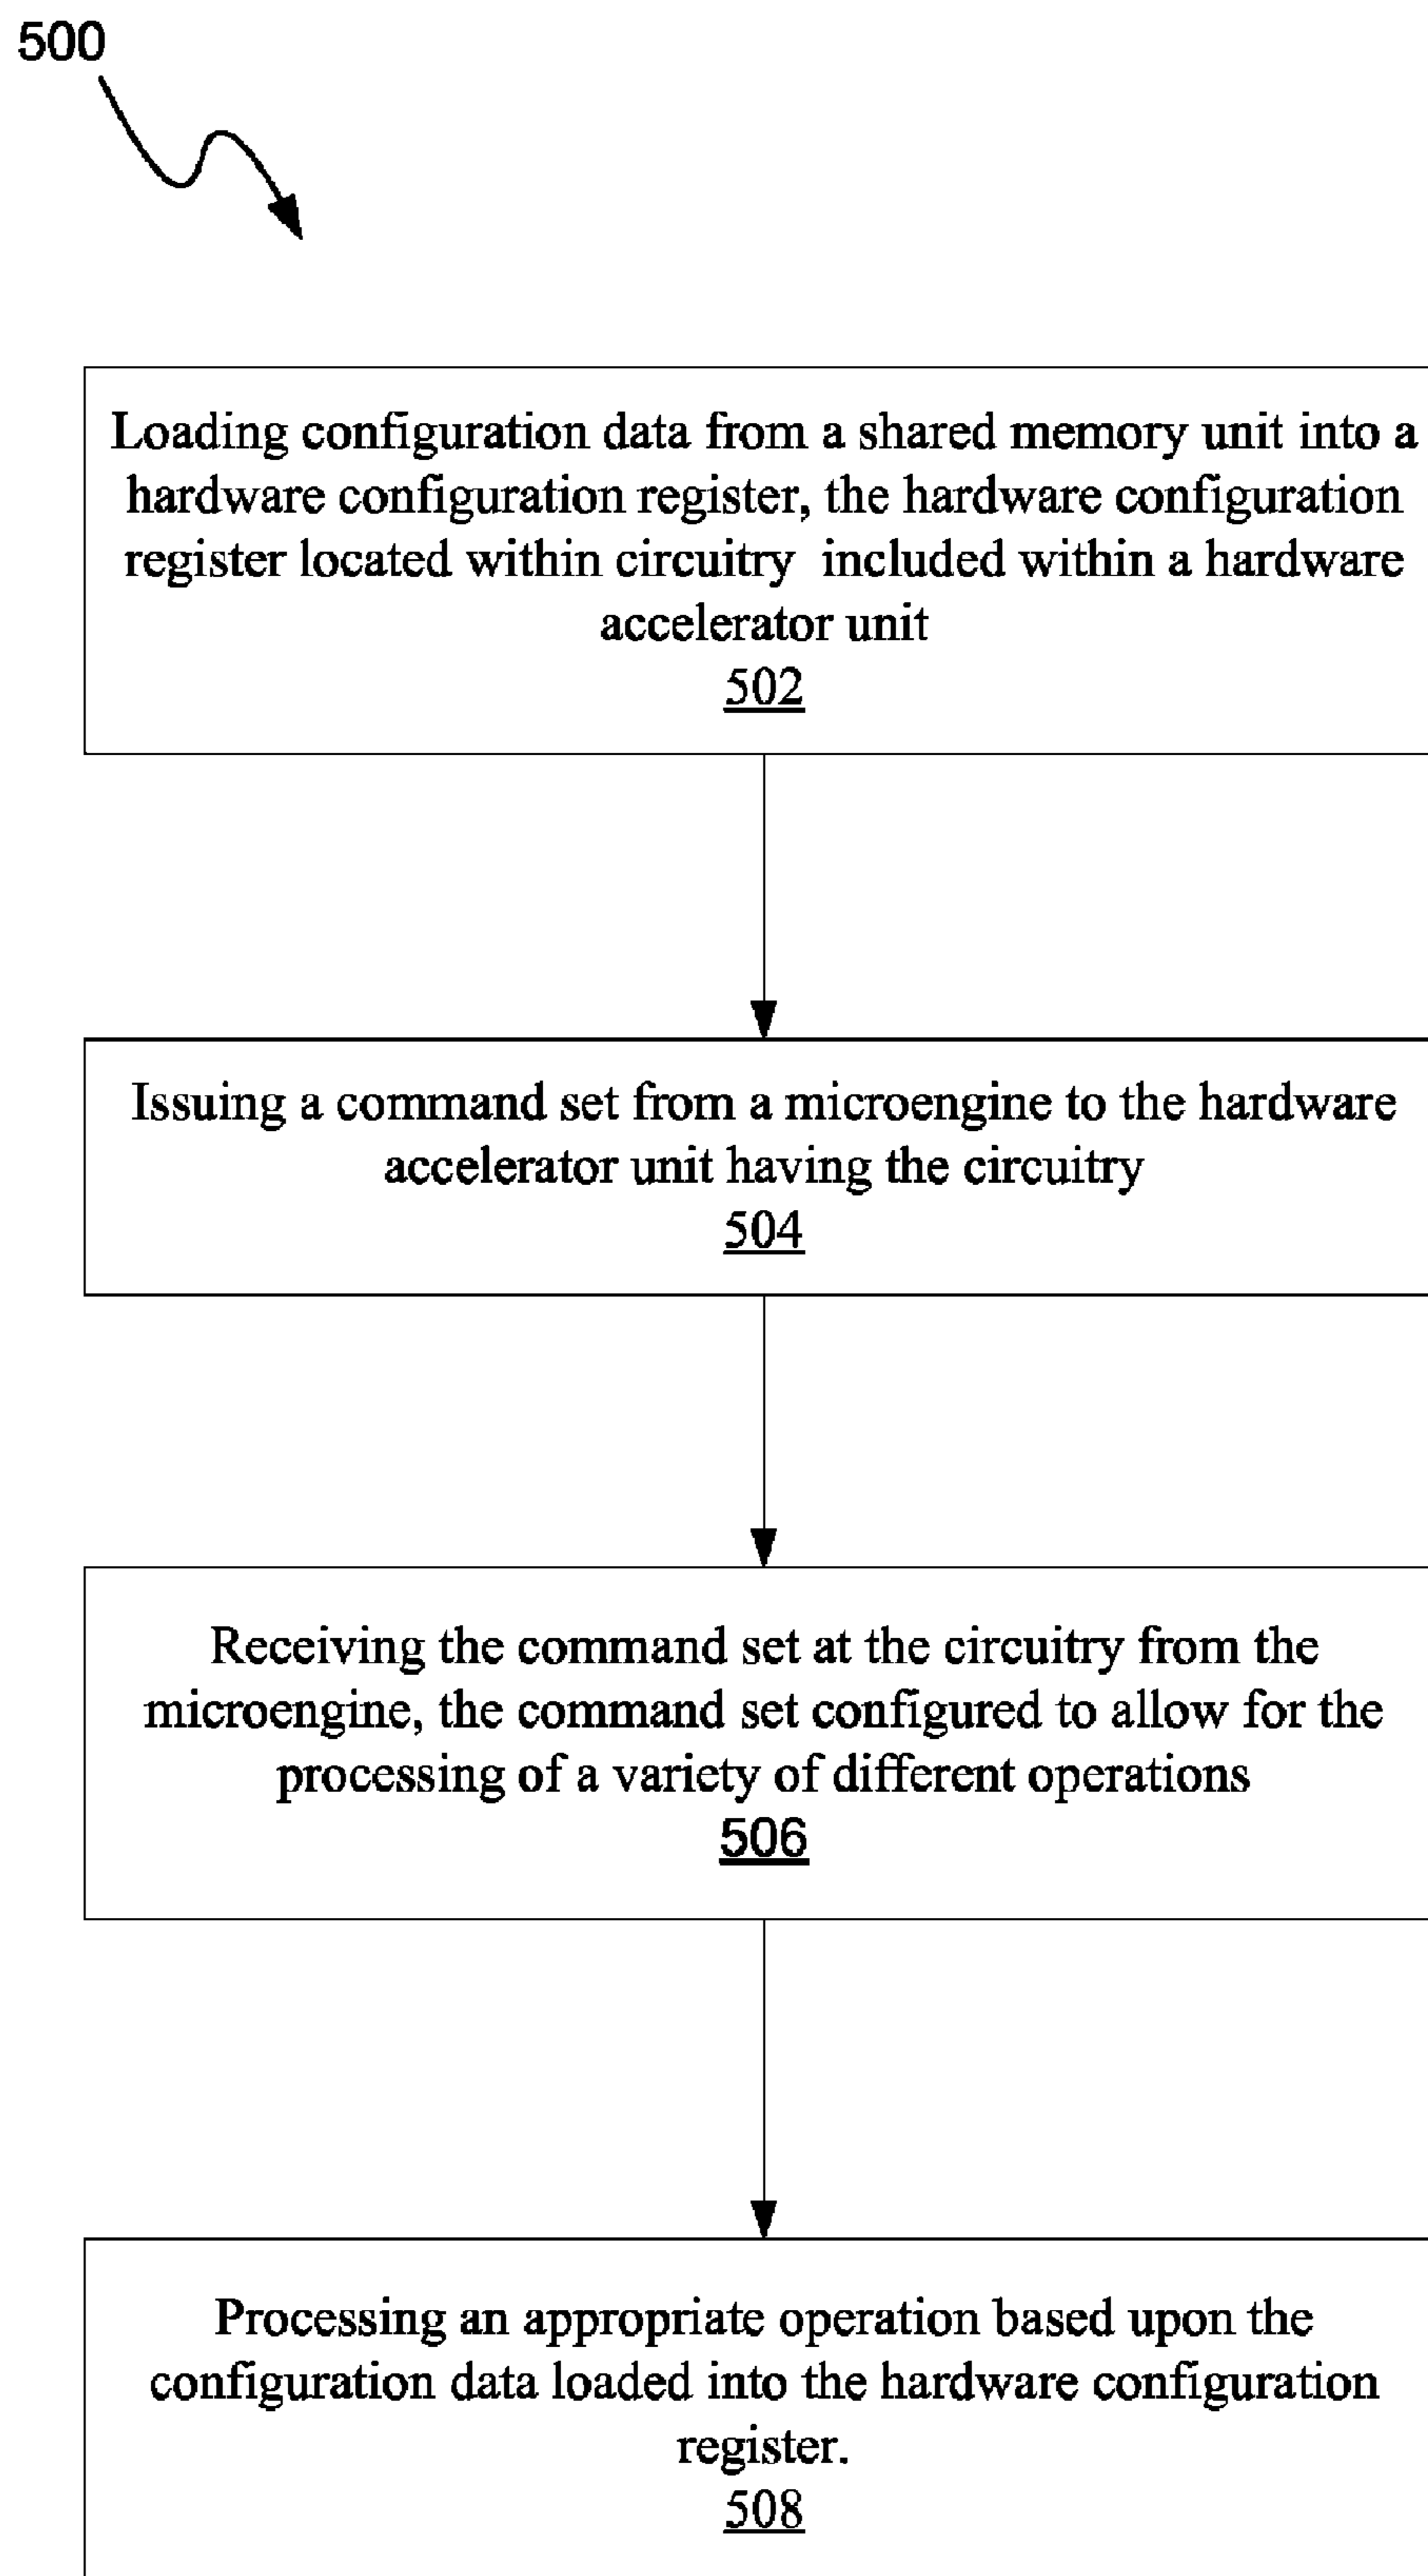 500
Loading configuration data from a shared memory unit into a
hardware configuration register, the hardware configuration
register located within circuitry included within a hardware
accelerator unit
502
Issuing a command set from a microengine to the hardware
accelerator unit having the circuitry
504
Receiving the command set at the circuitry from the
microengine, the command set configured to allow for the
processing of a variety of different operations
506
Processing an appropriate operation based upon the
configuration data loaded into the hardware configuration
register.
508